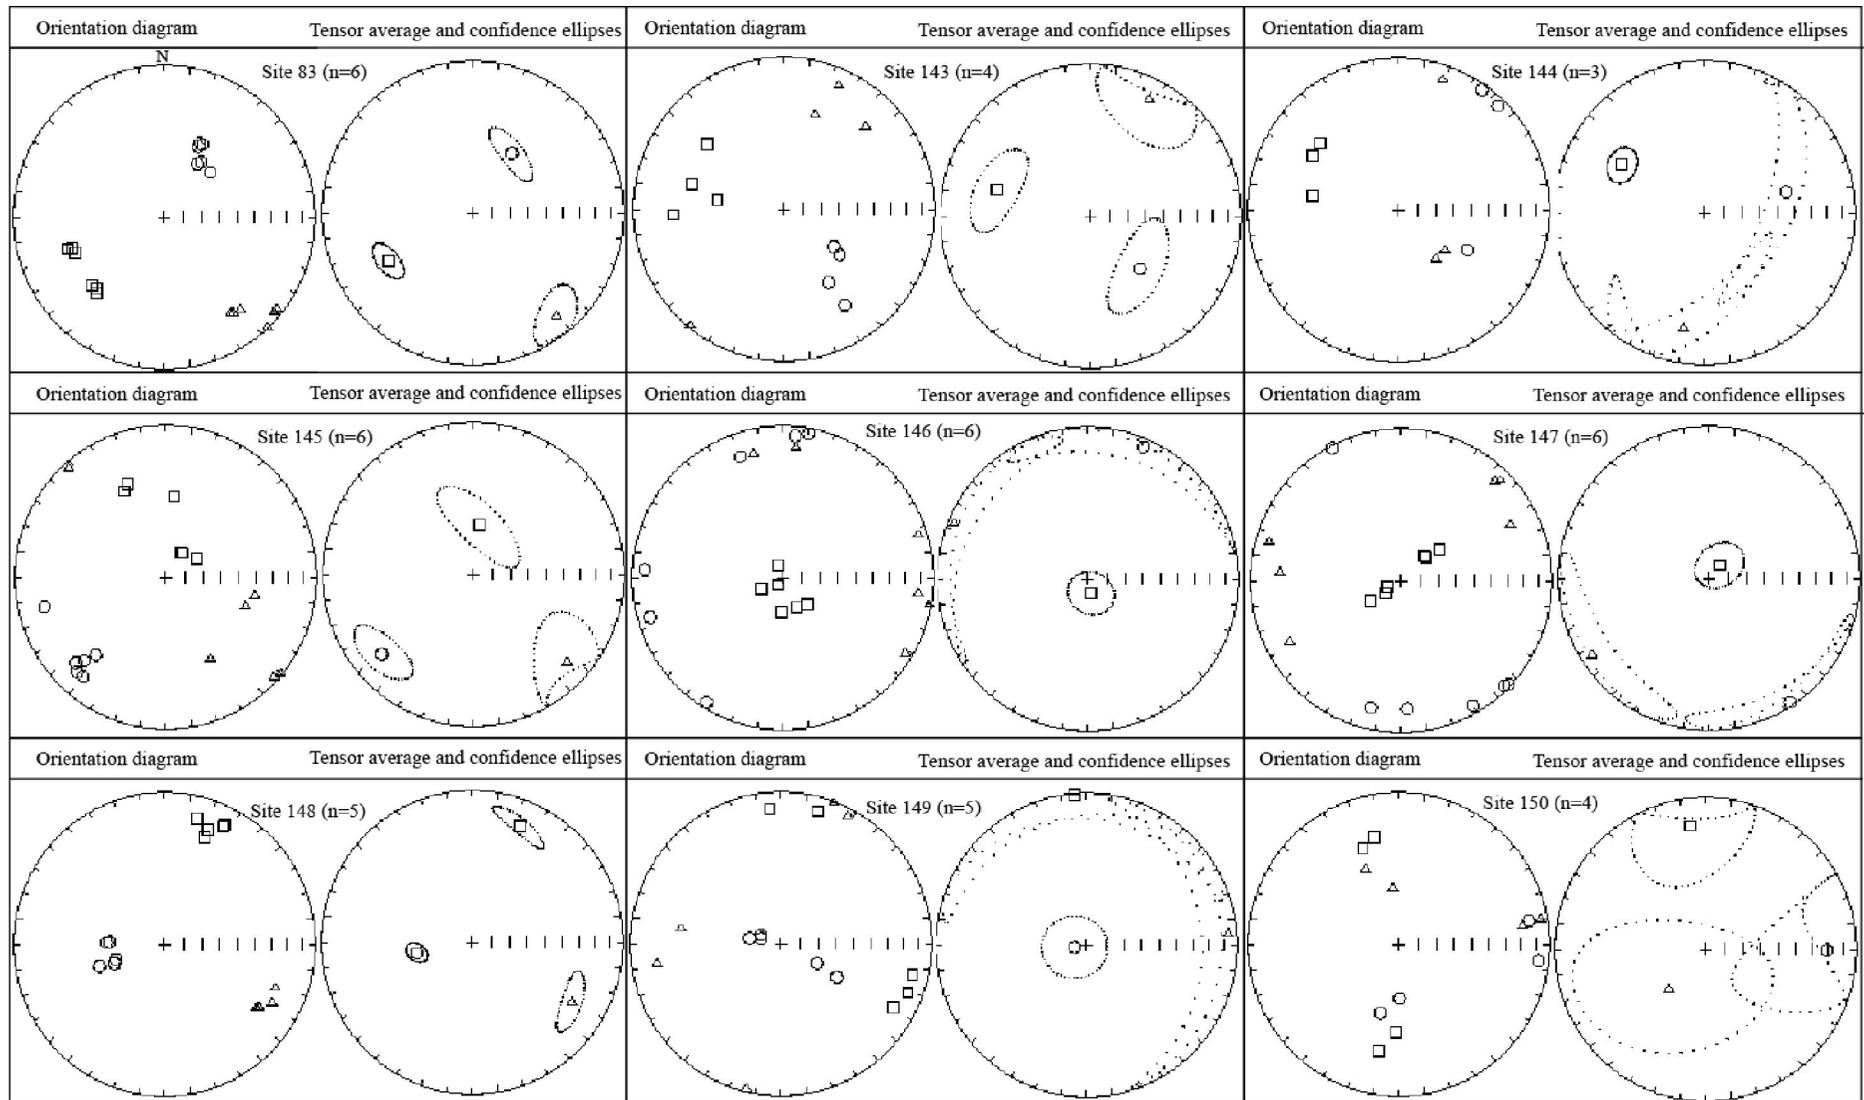 Orientation diagram Tensor average and confidence ellipses Orientation diagram Tensor average and confidence ellipses Orientation diagram Tensor average and confidence ellipses
N
Site 83 (n=6) Site 143 (n=4) Site 144 (n=3)
Orientation diagram Tensor average and confidence ellipses Orientation diagram Tensor average and confidence ellipses Orientation diagram Tensor average and confidence ellipses
Site 145 (n=6) Site 146 (n=6) Site 147 (n=6)
Orientation diagram Tensor average and confidence ellipses Orientation diagram Tensor average and confidence ellipses Orientation diagram Tensor average and confidence ellipses
Site 148 (n=5) Site 149 (n=5) Site 150 (n=4)